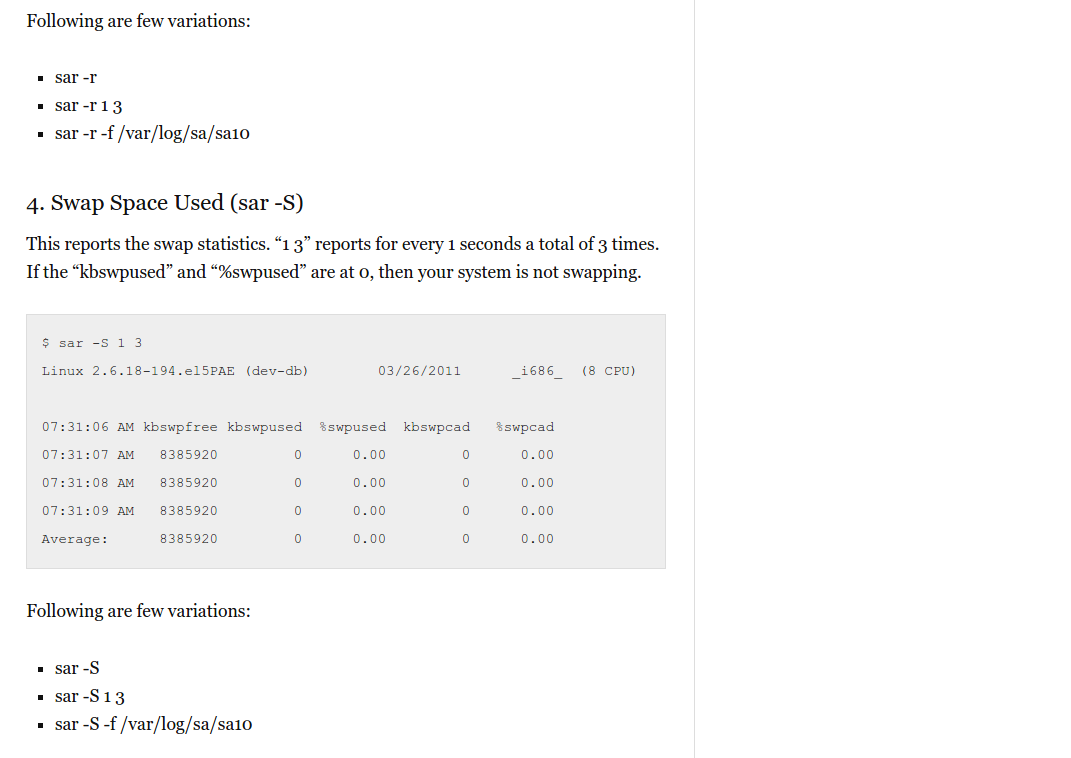 Following are few variations:
sar -r
sar -r 1 3
sar -r -f /var/log/sa/sa10
4. Swap Space Used (sar -S)
This reports the swap statistics. “1 3” reports for every 1 seconds a total of 3 times.
If the “kbswpused” and “%swpused” are at 0, then your system is not swapping.
$ sar -S 1 3
Linux 2.6.18-194.el5PAE (dev-db)        03/26/2011      _i686_  (8 CPU)
07:31:06 AM kbswpfree kbswpused  %swpused  kbswpcad   %swpcad
07:31:07 AM   8385920         0      0.00         0      0.00
07:31:08 AM   8385920         0      0.00         0      0.00
07:31:09 AM   8385920         0      0.00         0      0.00
Average:      8385920         0      0.00         0      0.00
Following are few variations:
sar -S
sar -S 1 3
sar -S -f /var/log/sa/sa10